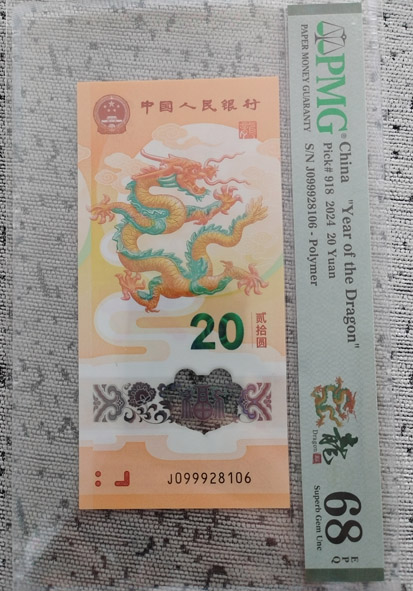 中国人民银行
20
贰拾圆
J099928106
PMG
PAPER MONEY GUARANTY
China "Year of the Dragon"
Pick# 918 2024 20 Yuan
S/N J099928106 - Polymer
龍
Dragon
68 EPQ
Superb Gem Unc